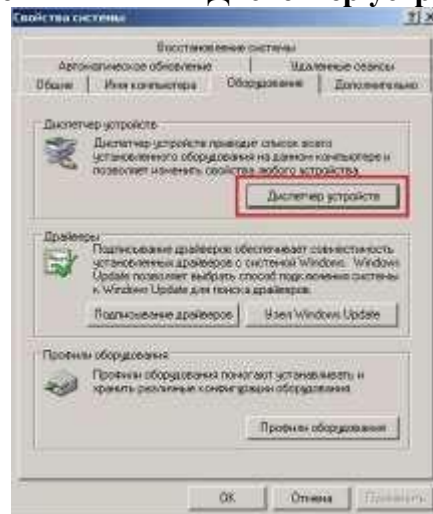 Свойства системы
Восстановление системы
Автоматическое обновление
Удаленные сеансы
Общие
Имя компьютера
Оборудование
Дополнительно
Диспетчер устройств
Диспетчер устройств приводит список всего
установленного оборудования на данном компьютере и
позволяет изменить свойства любого устройства.
Диспетчер устройств
Драйверы
Подписывание драйверов обеспечивает совместимость
установленных драйверов с системой Windows. Windows
Update позволяет выбрать способ подключения системы
к Windows Update для поиска драйверов.
Подписывание драйверов
Узел Windows Update
Профили оборудования
Профили оборудования помогают устанавливать и
хранить различные конфигурации оборудования.
Профили оборудования
OK
Отмена
Применить